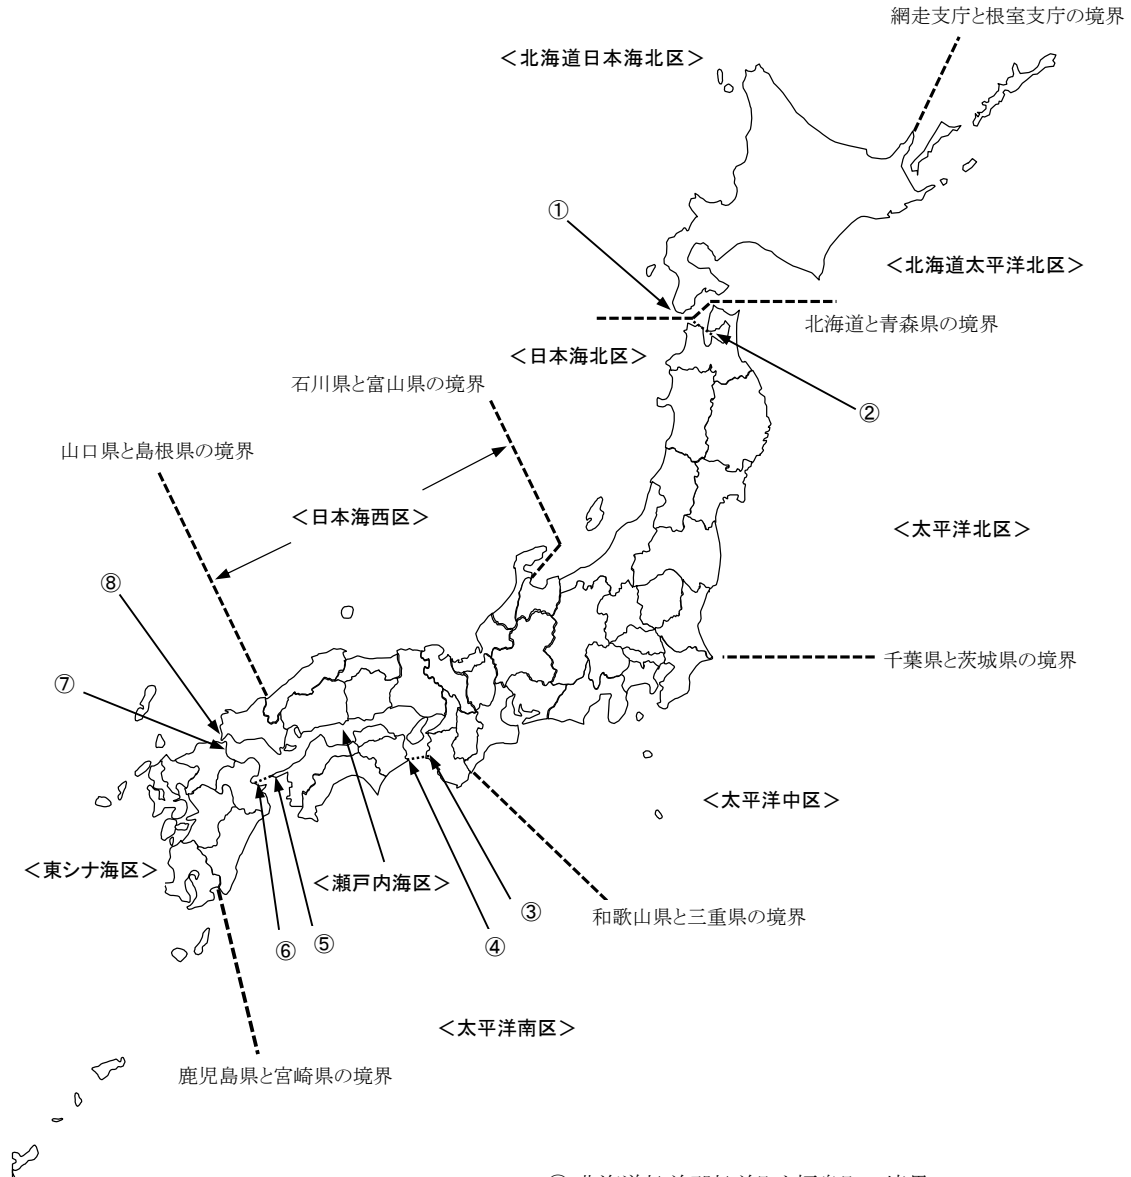 網走支庁と根室支庁の境界
＜北海道日本海北区＞
①
＜北海道太平洋北区＞
北海道と青森県の境界
＜日本海北区＞
石川県と富山県の境界
②
山口県と島根県の境界
＜日本海西区＞
＜太平洋北区＞
⑧
千葉県と茨城県の境界
⑦
＜太平洋中区＞
＜東シナ海区＞
＜瀬戸内海区＞
③
和歌山県と三重県の境界
④
⑤
⑥
＜太平洋南区＞
鹿児島県と宮崎県の境界